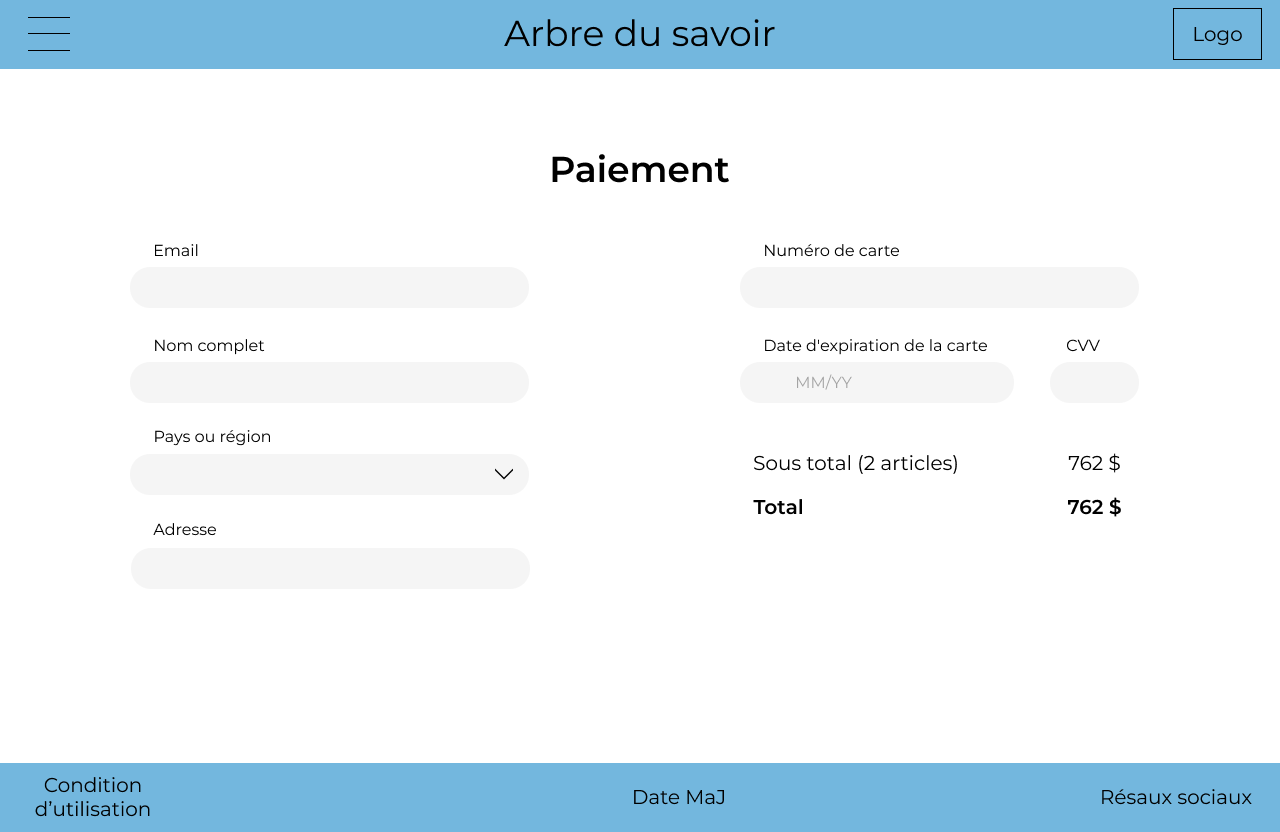 Arbre du savoir
Logo
Paiement
Email
Numéro de carte
Nom complet
Date d'expiration de la carte
CVV
MM/YY
Pays ou région
Sous total (2 articles)
762 $
Total
762 $
Adresse
Condition
d’utilisation
Date MaJ
Résaux sociaux